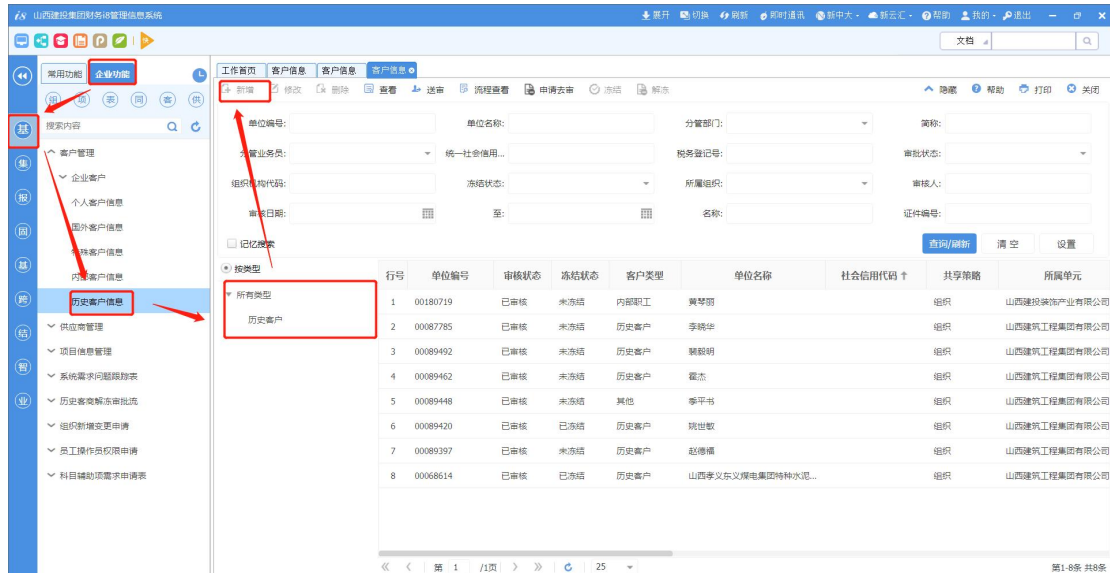 i8 山西建投集团财务i8管理信息系统 展开 切换 刷新 即时通讯 新中大 新云汇 帮助 我的 退出
文档
常用功能 企业功能
工作首页 客户信息 客户信息 客户信息
新增 修改 删除 查看 送审 流程查看 申请去审 冻结 解冻 隐藏 帮助 打印 关闭
组 项 表 同 客 供
搜索内容
基
集
报
固
基
跨
结
智
业
客户管理
企业客户
个人客户信息
国外客户信息
特殊客户信息
内部客户信息
历史客户信息
供应商管理
项目信息管理
系统需求问题跟踪表
历史客商解冻审批流
组织新增变更申请
员工操作员权限申请
科目辅助项需求申请表
单位编号: 单位名称: 分管部门: 简称:
分管业务员: 统一社会信用... 税务登记号: 审批状态:
组织机构代码: 冻结状态: 所属组织: 审核人:
审核日期: 至: 名称: 证件编号:
记忆搜索 查询/刷新 清空 设置
按类型
所有类型
历史客户
行号 单位编号 审核状态 冻结状态 客户类型 单位名称 社会信用代码 共享策略 所属单元
1 00180719 已审核 未冻结 内部职工 黄琴丽 组织 山西建投装饰产业有限公司
2 00087785 已审核 未冻结 历史客户 李晓华 组织 山西建筑工程集团有限公司
3 00089492 已审核 未冻结 历史客户 裴毅明 组织 山西建筑工程集团有限公司
4 00089462 已审核 未冻结 历史客户 霍杰 组织 山西建筑工程集团有限公司
5 00089448 已审核 未冻结 其他 季平书 组织 山西建筑工程集团有限公司
6 00089420 已审核 已冻结 历史客户 姚世敏 组织 山西建筑工程集团有限公司
7 00089397 已审核 未冻结 历史客户 赵德福 组织 山西建筑工程集团有限公司
8 00068614 已审核 已冻结 历史客户 山西孝义东义煤电集团特种水泥... 组织 山西建筑工程集团有限公司
第 1 /1页 25 第1-8条 共8条